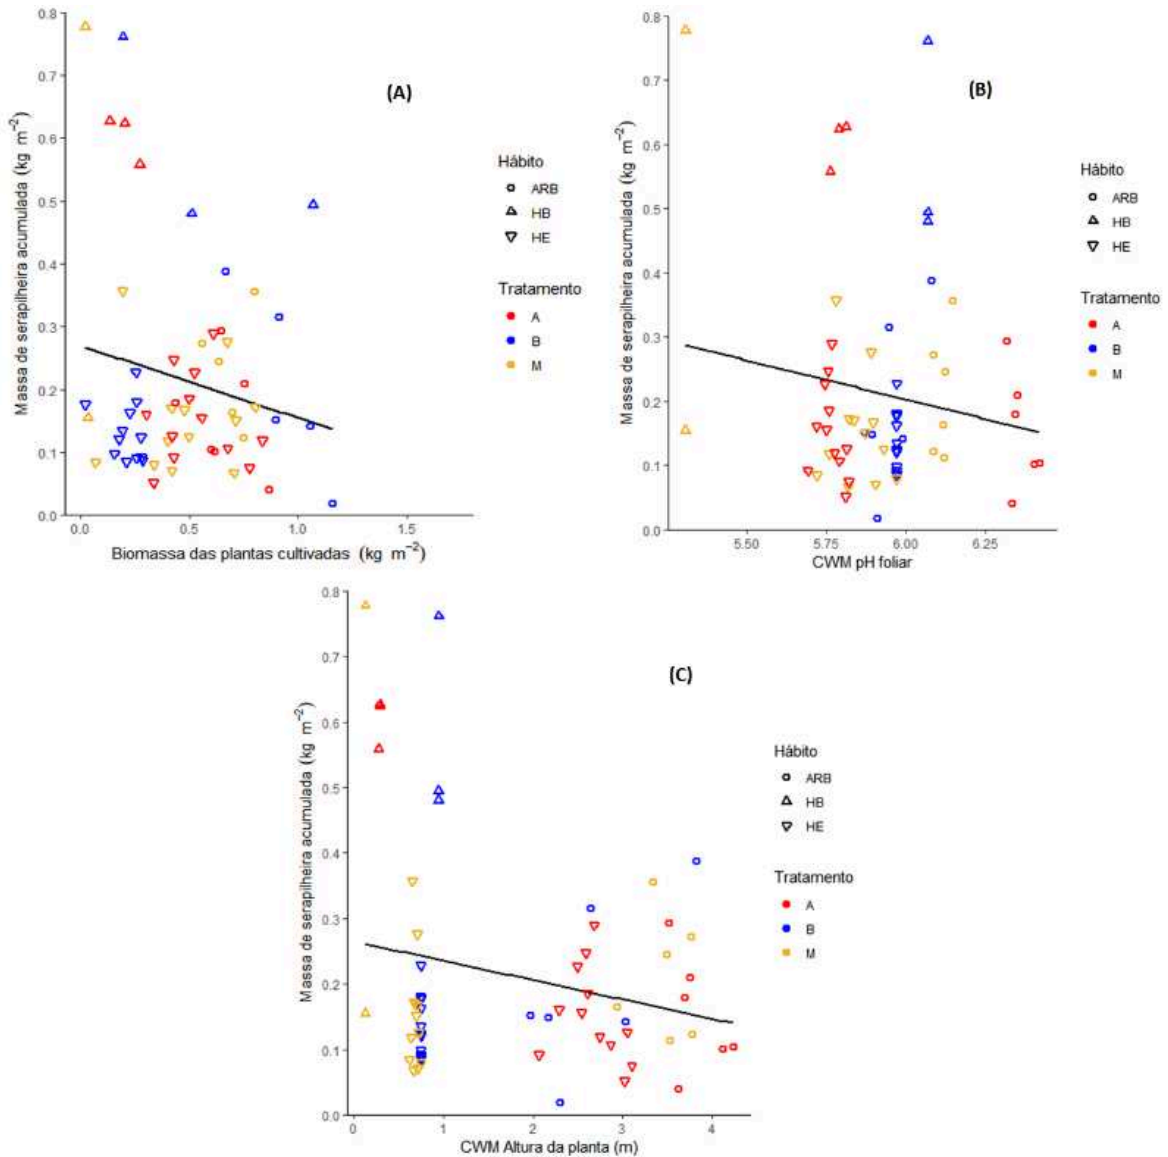 0.8
0.7
0.6
0.5
0.4
0.3
0.2
0.1
0.0
Massa de serapilheira acumulada (kg m⁻²)
(A)
Hábito
ARB
HB
HE
Tratamento
A
B
M
0.0 0.5 1.0 1.5
Biomassa das plantas cultivadas (kg m⁻²)
0.8
0.7
0.6
0.5
0.4
0.3
0.2
0.1
0.0
Massa de serapilheira acumulada (kg m⁻²)
(B)
Hábito
ARB
HB
HE
Tratamento
A
B
M
5.50 5.75 6.00 6.25
CWM pH foliar
0.8
0.7
0.6
0.5
0.4
0.3
0.2
0.1
0.0
Massa de serapilheira acumulada (kg m⁻²)
(C)
Hábito
ARB
HB
HE
Tratamento
A
B
M
0 1 2 3 4
CWM Altura da planta (m)